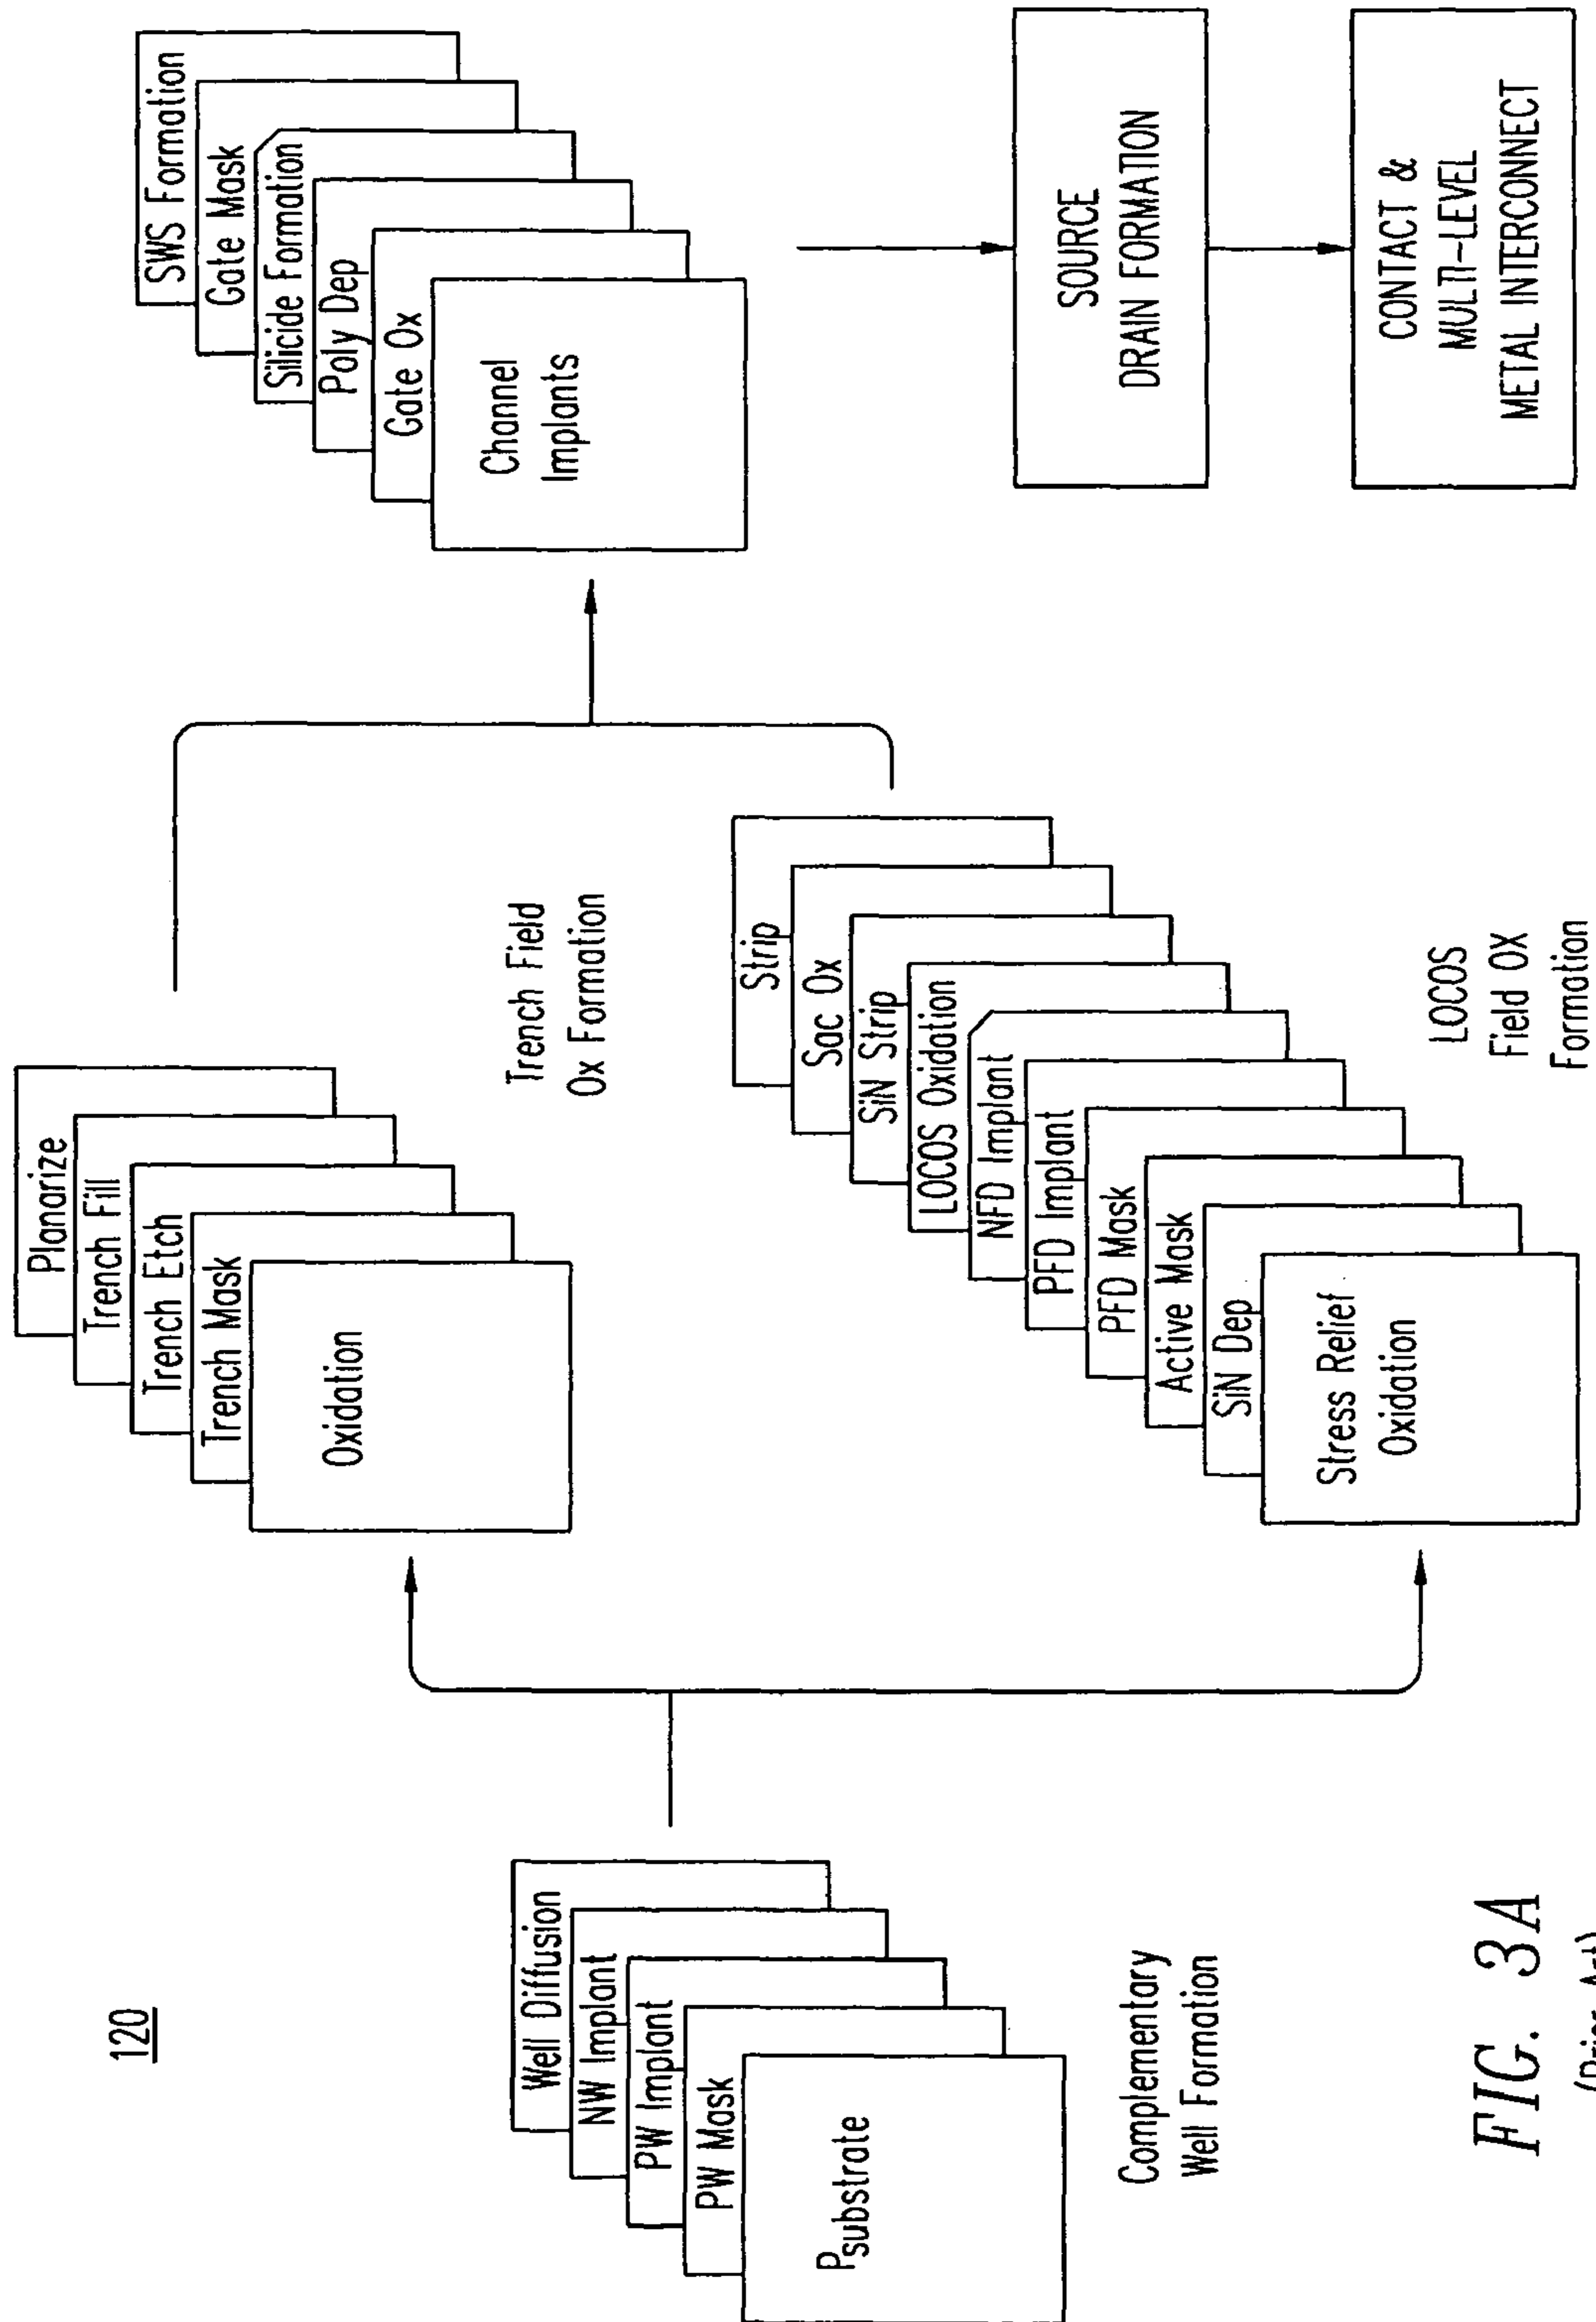 120
Well Diffusion
NW Implant
PW Implant
PW Mask
Psubstrate
Complementary
Well Formation
Planarize
Trench Fill
Trench Etch
Trench Mask
Oxidation
Trench Field
Ox Formation
Strip
Sac Ox
SiN Strip
LOCOS Oxidation
NFD Implant
PFD Implant
PFD Mask
Active Mask
SiN Dep
Stress Relief
Oxidation
LOCOS
Field OX
Formation
SWS Formation
Gate Mask
Silicide Formation
Poly Dep
Gate Ox
Channel
Implants
SOURCE
DRAIN FORMATION
CONTACT &
MULTI-LEVEL
METAL INTERCONNECT
FIG. 3A
(Prior Art)